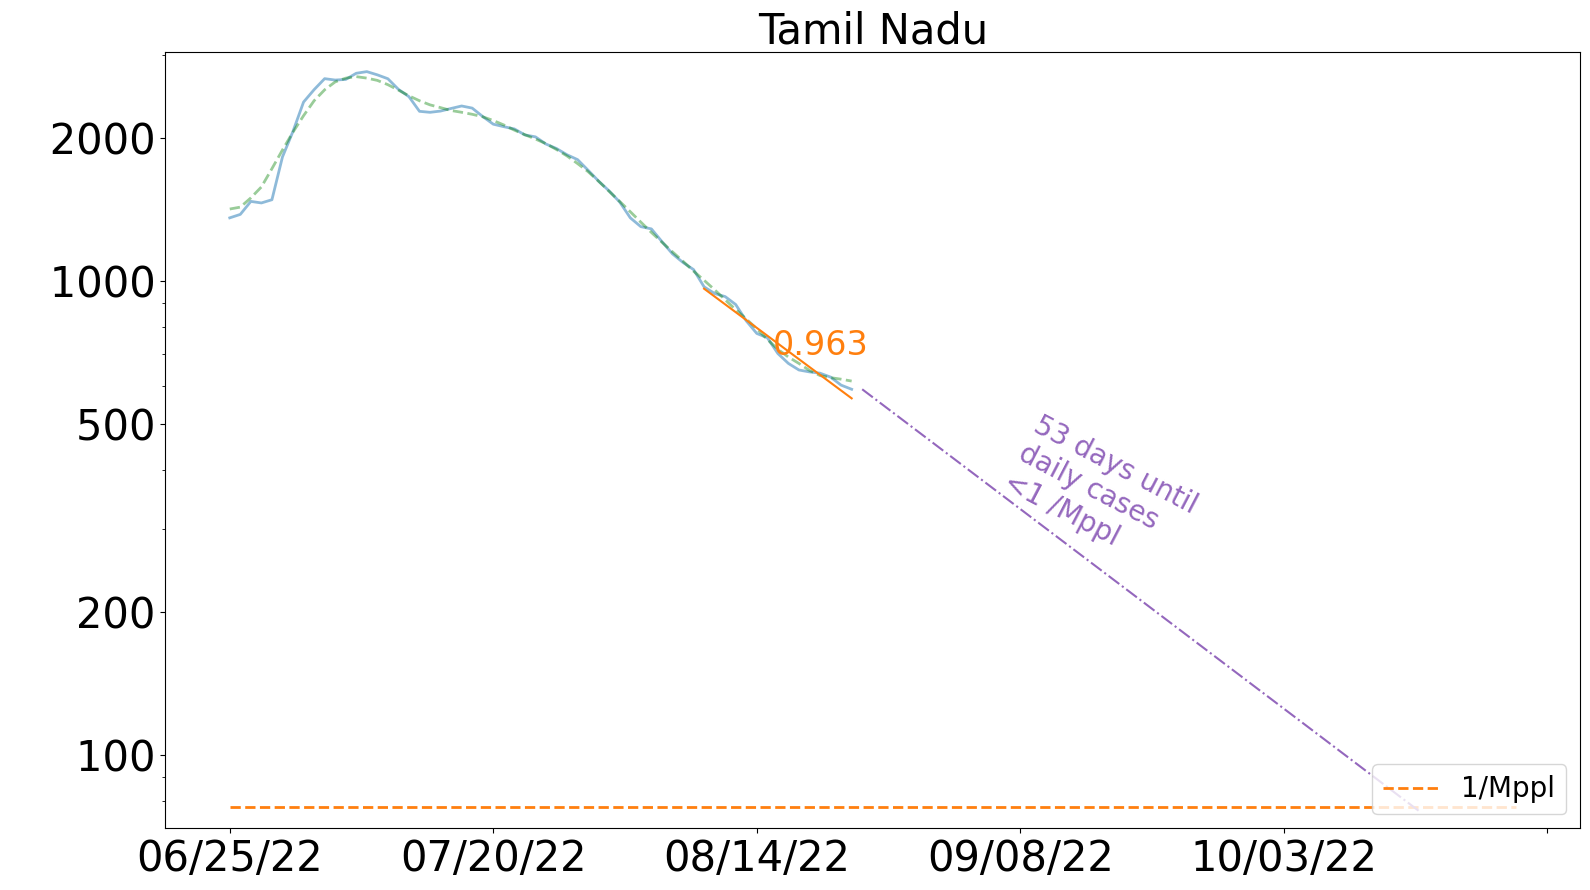 Tamil Nadu
2000
1000
500
200
100
0.963
53 days until
daily cases
<1 /Mppl
1/Mppl
06/25/22
07/20/22
08/14/22
09/08/22
10/03/22